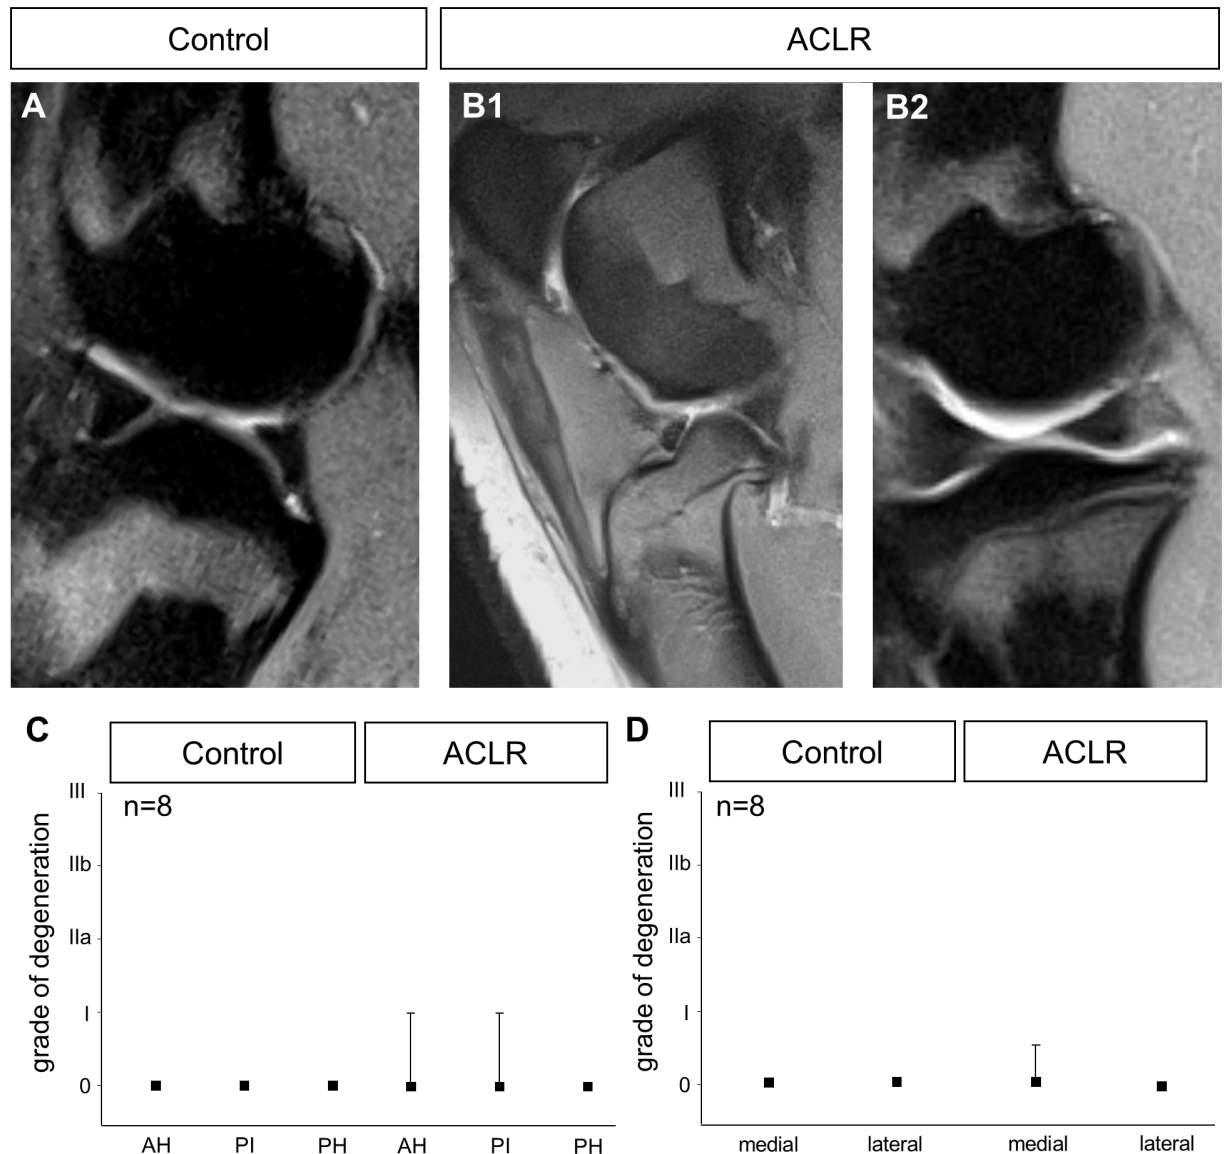 Control
ACLR
A
B1
B2
C
Control
ACLR
n=8
grade of degeneration
III
IIb
IIa
I
0
AH
PI
PH
AH
PI
PH
D
Control
ACLR
n=8
grade of degeneration
III
IIb
IIa
I
0
medial
lateral
medial
lateral